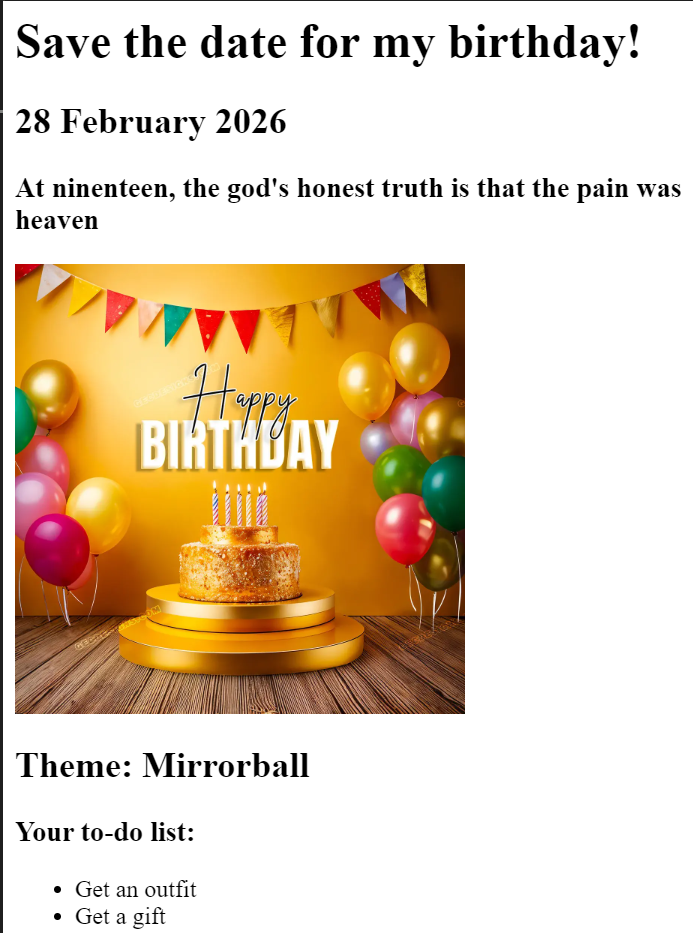 Save the date for my birthday!
28 February 2026
At ninenteen, the god's honest truth is that the pain was
heaven
Happy
BIRTHDAY
Theme: Mirrorball
Your to-do list:
Get an outfit
Get a gift